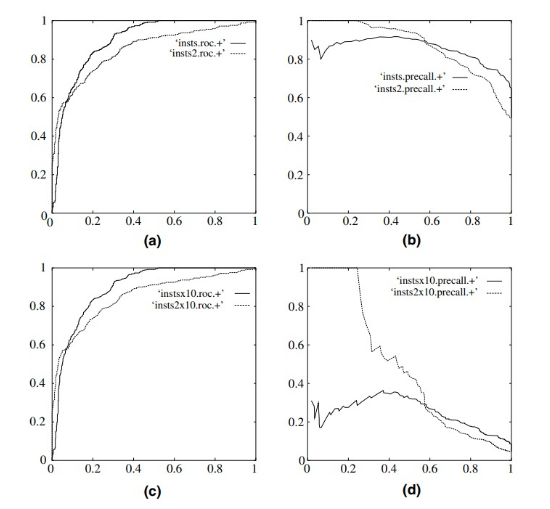 1
0.8
0.6
0.4
0.2
0
0 0.2 0.4 0.6 0.8 1
'insts.roc.+'
'insts2.roc.+'
(a)
1
0.8
0.6
0.4
0.2
0
0 0.2 0.4 0.6 0.8 1
'insts.precall.+'
'insts2.precall.+'
(b)
1
0.8
0.6
0.4
0.2
0
0 0.2 0.4 0.6 0.8 1
'instsx10.roc.+'
'insts2x10.roc.+'
(c)
1
0.8
0.6
0.4
0.2
0
0 0.2 0.4 0.6 0.8 1
'instsx10.precall.+'
'insts2x10.precall.+'
(d)